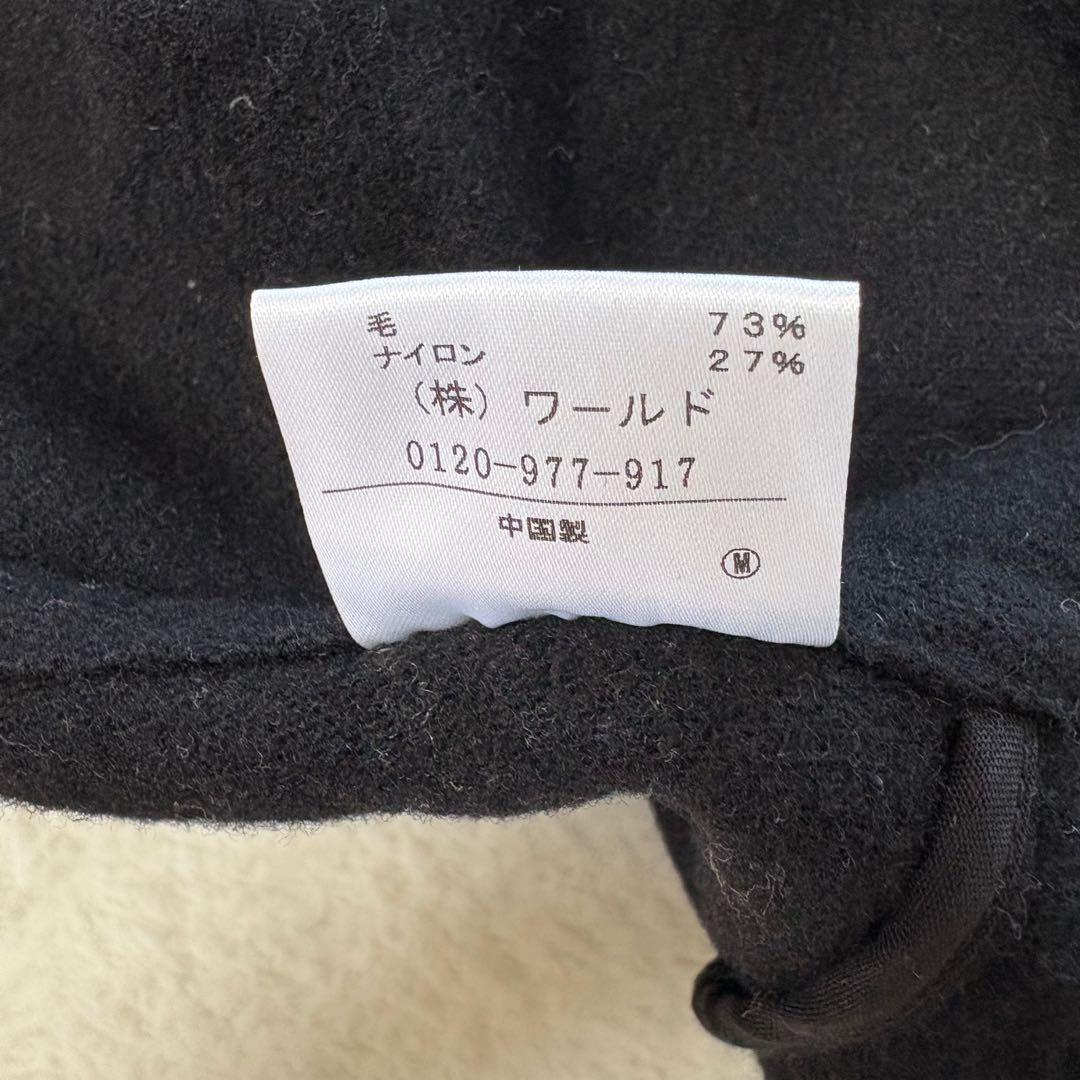 毛 73%
ナイロン 27%
(株) ワールド
0120-977-917
中国製
Ⓜ